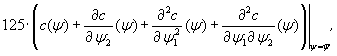 125·(c(ψ) + ∂c/∂ψ₂ (ψ) + ∂²c/∂ψ₁² (ψ) + ∂²c/∂ψ₁∂ψ₂ (ψ))|ψ=ψ̄,